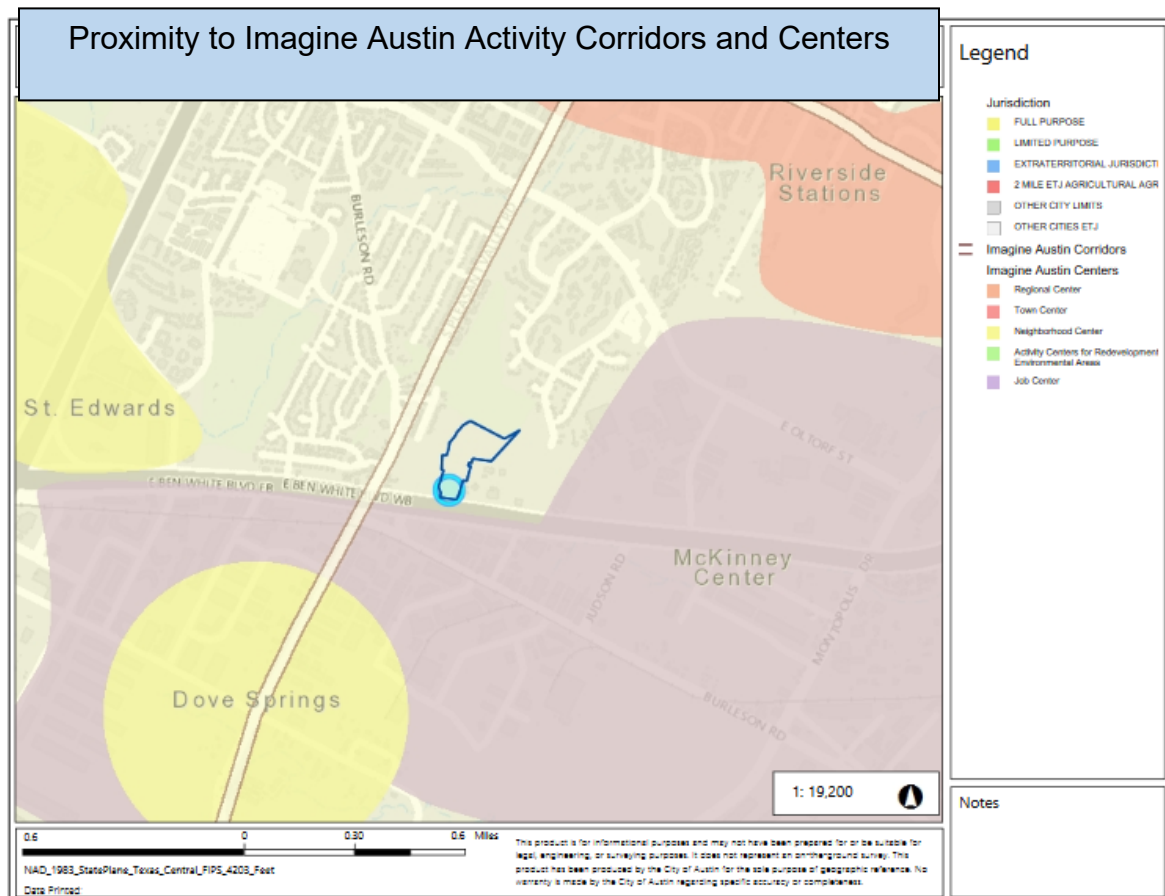 Proximity to Imagine Austin Activity Corridors and Centers
Legend
Jurisdiction
FULL PURPOSE
LIMITED PURPOSE
EXTRATERRITORIAL JURISDICTI
2 MILE ETJ AGRICULTURAL AGR
OTHER CITY LIMITS
OTHER CITIES ETJ
Imagine Austin Corridors
Imagine Austin Centers
Regional Center
Town Center
Neighborhood Center
Activity Centers for Redevelopment
Environmental Areas
Job Center
Riverside
Stations
BURLESON RD
S PLEASANT VALLEY RD
St. Edwards
E OLTORF ST
E BEN WHITE BLVD FR
E BEN WHITE BLVD WB
McKinney
Center
JUDSON RD
MONTOPOLIS DR
BURLESON RD
Dove Springs
1: 19,200
Notes
0.6 0 0.30 0.6 Miles
NAD_1983_StatePlane_Texas_Central_FIPS_4203_Feet
Date Printed:
This product is for informational purposes and may not have been prepared for or be suitable for
legal, engineering, or surveying purposes. It does not represent an on-the-ground survey. This
product has been produced by the City of Austin for the sole purpose of geographic reference. No
warranty is made by the City of Austin regarding specific accuracy or completeness.